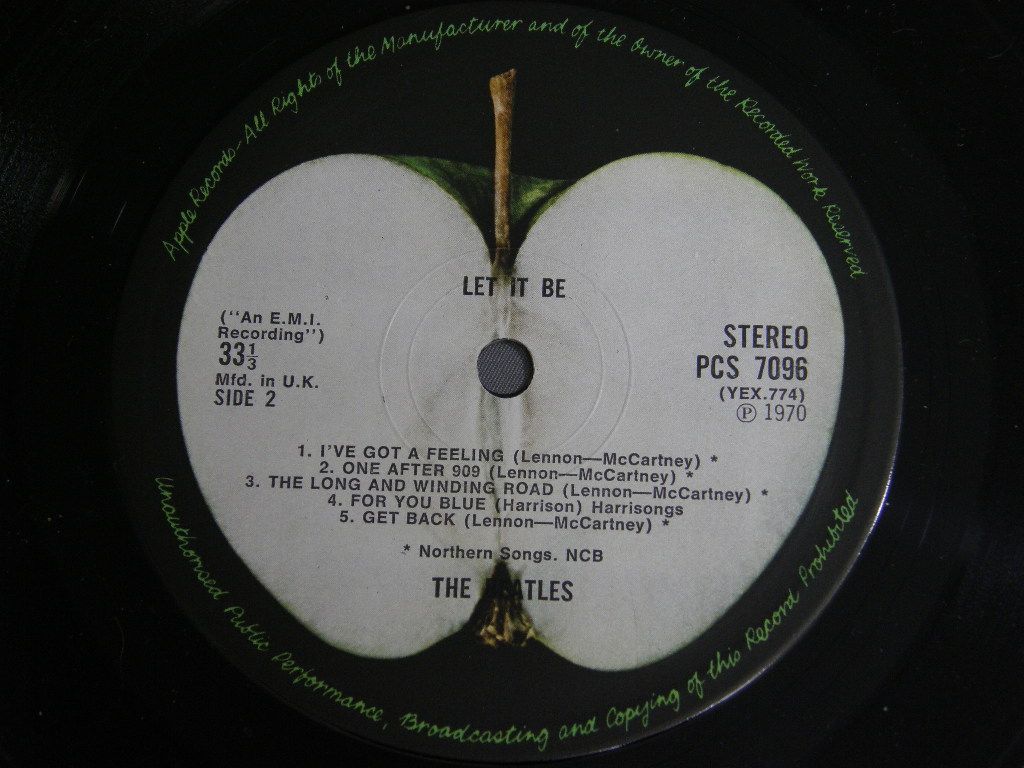 Apple Records-All Rights of the Manufacturer and of the Owner of the Recorded Work Reserved
LET IT BE
("An E.M.I.
Recording")
33⅓
Mfd. in U.K.
SIDE 2
STEREO
PCS 7096
(YEX.774)
℗ 1970
1. I'VE GOT A FEELING (Lennon—McCartney) *
2. ONE AFTER 909 (Lennon—McCartney) *
3. THE LONG AND WINDING ROAD (Lennon—McCartney) *
4. FOR YOU BLUE (Harrison) Harrisongs
5. GET BACK (Lennon—McCartney) *
* Northern Songs. NCB
THE BEATLES
Unauthorised Public Performance, Broadcasting and Copying of this Record Prohibited